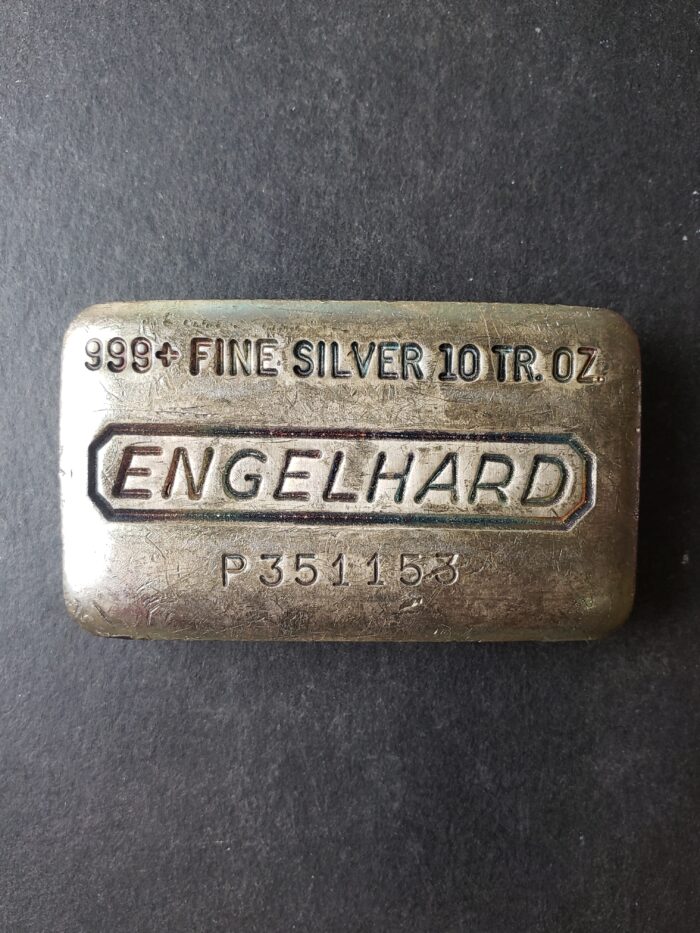 999+ FINE SILVER 10 TR. OZ.
ENGELHARD
P351153